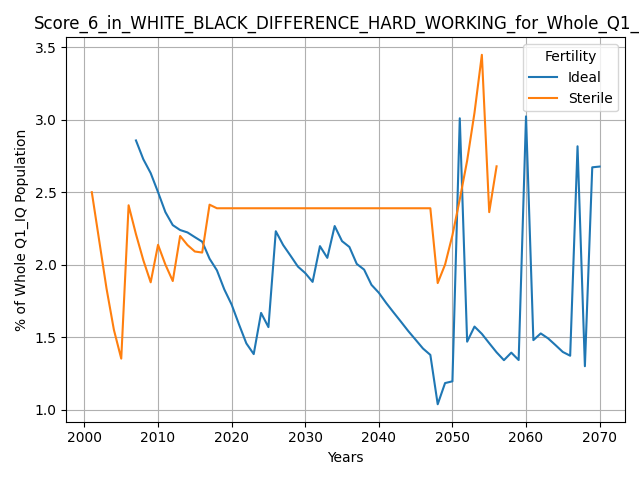 Score_6_in_WHITE_BLACK_DIFFERENCE_HARD_WORKING_for_Whole_Q1_
Fertility
Ideal
Sterile
% of Whole Q1_IQ Population
3.5
3.0
2.5
2.0
1.5
1.0
2000 2010 2020 2030 2040 2050 2060 2070
Years